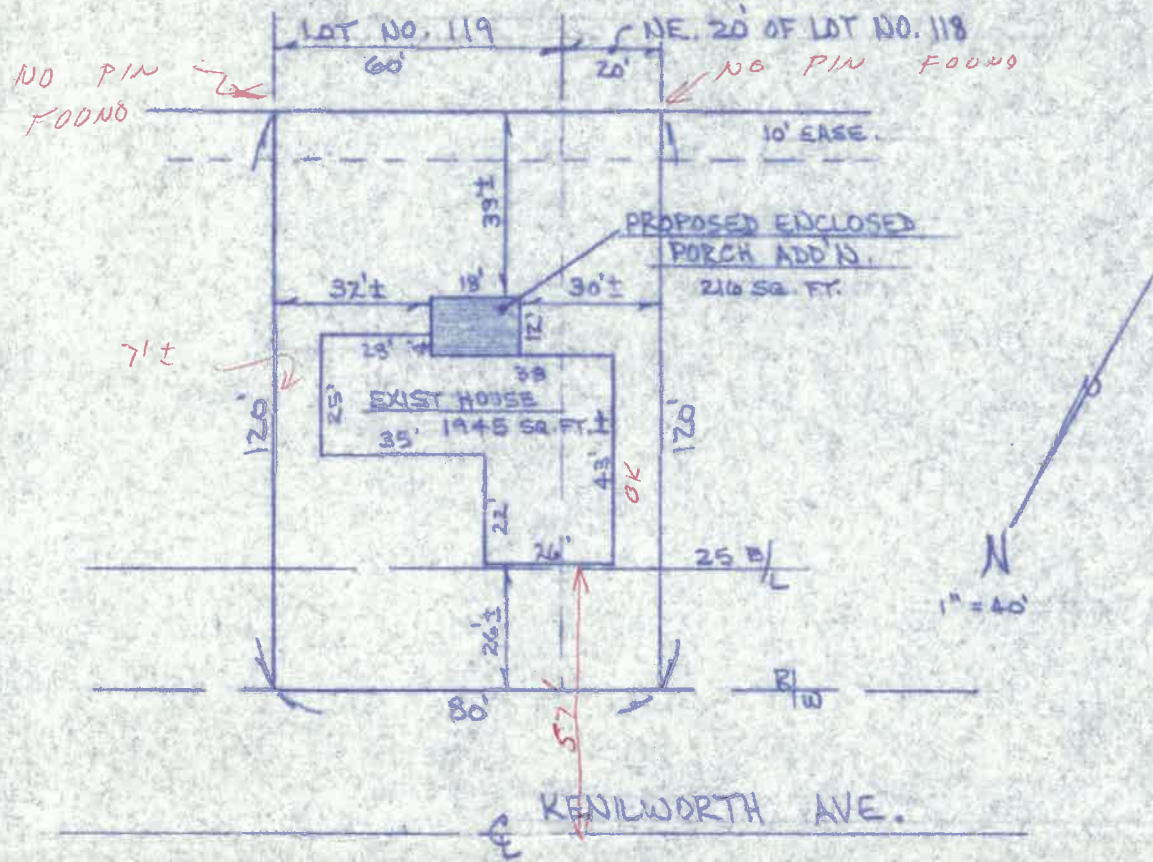 LOT NO. 119
NE. 20' OF LOT NO. 118
60'
20'
NO PIN
FOUND
NO PIN FOUND
10' EASE.
39'±
PROPOSED ENCLOSED
PORCH ADD'N.
216 SQ. FT.
32'±
18'
30'±
12'
28'
4'
38
7'±
25'
EXIST HOUSE
1945 SQ. FT.±
35'
120'
120'
43'
OK
22'
26'
25 B/L
N
1" = 40'
26'±
80'
R/W
57
KENILWORTH AVE.
CL